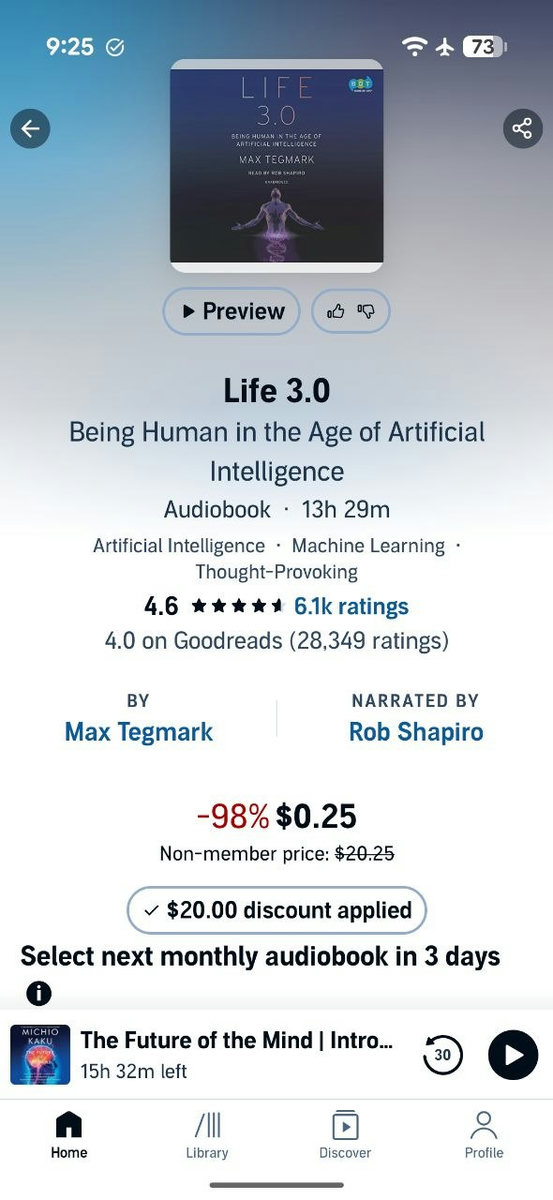 9:25
73
LIFE
3.0
BEING HUMAN IN THE AGE OF
ARTIFICIAL INTELLIGENCE
MAX TEGMARK
READ BY ROB SHAPIRO
UNABRIDGED
Preview
Life 3.0
Being Human in the Age of Artificial
Intelligence
Audiobook · 13h 29m
Artificial Intelligence · Machine Learning ·
Thought-Provoking
4.6 6.1k ratings
4.0 on Goodreads (28,349 ratings)
BY
Max Tegmark
NARRATED BY
Rob Shapiro
-98% $0.25
Non-member price: $20.25
$20.00 discount applied
Select next monthly audiobook in 3 days
MICHIO
KAKU
The Future of the Mind | Intro...
15h 32m left
30
Home
Library
Discover
Profile